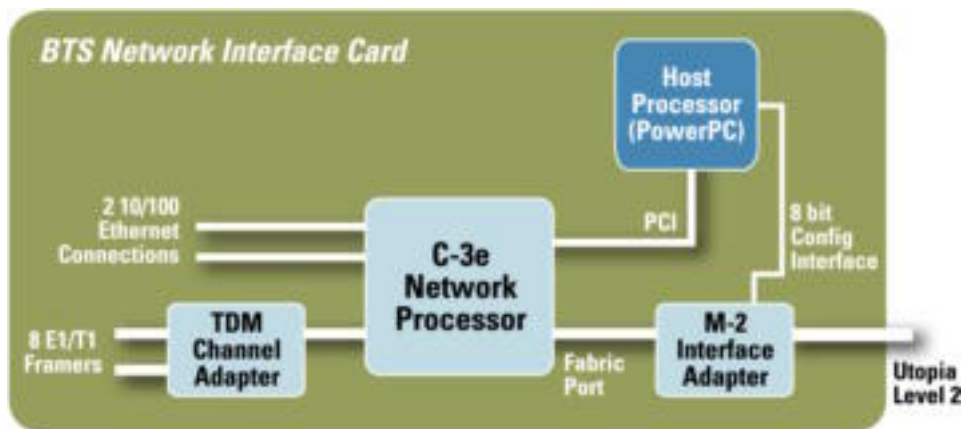 BTS Network Interface Card
Host
Processor
(PowerPC)
2 10/100
Ethernet
Connections
C-3e
Network
Processor
PCI
8 bit
Config
Interface
8 E1/T1
Framers
TDM
Channel
Adapter
Fabric
Port
M-2
Interface
Adapter
Utopia
Level 2